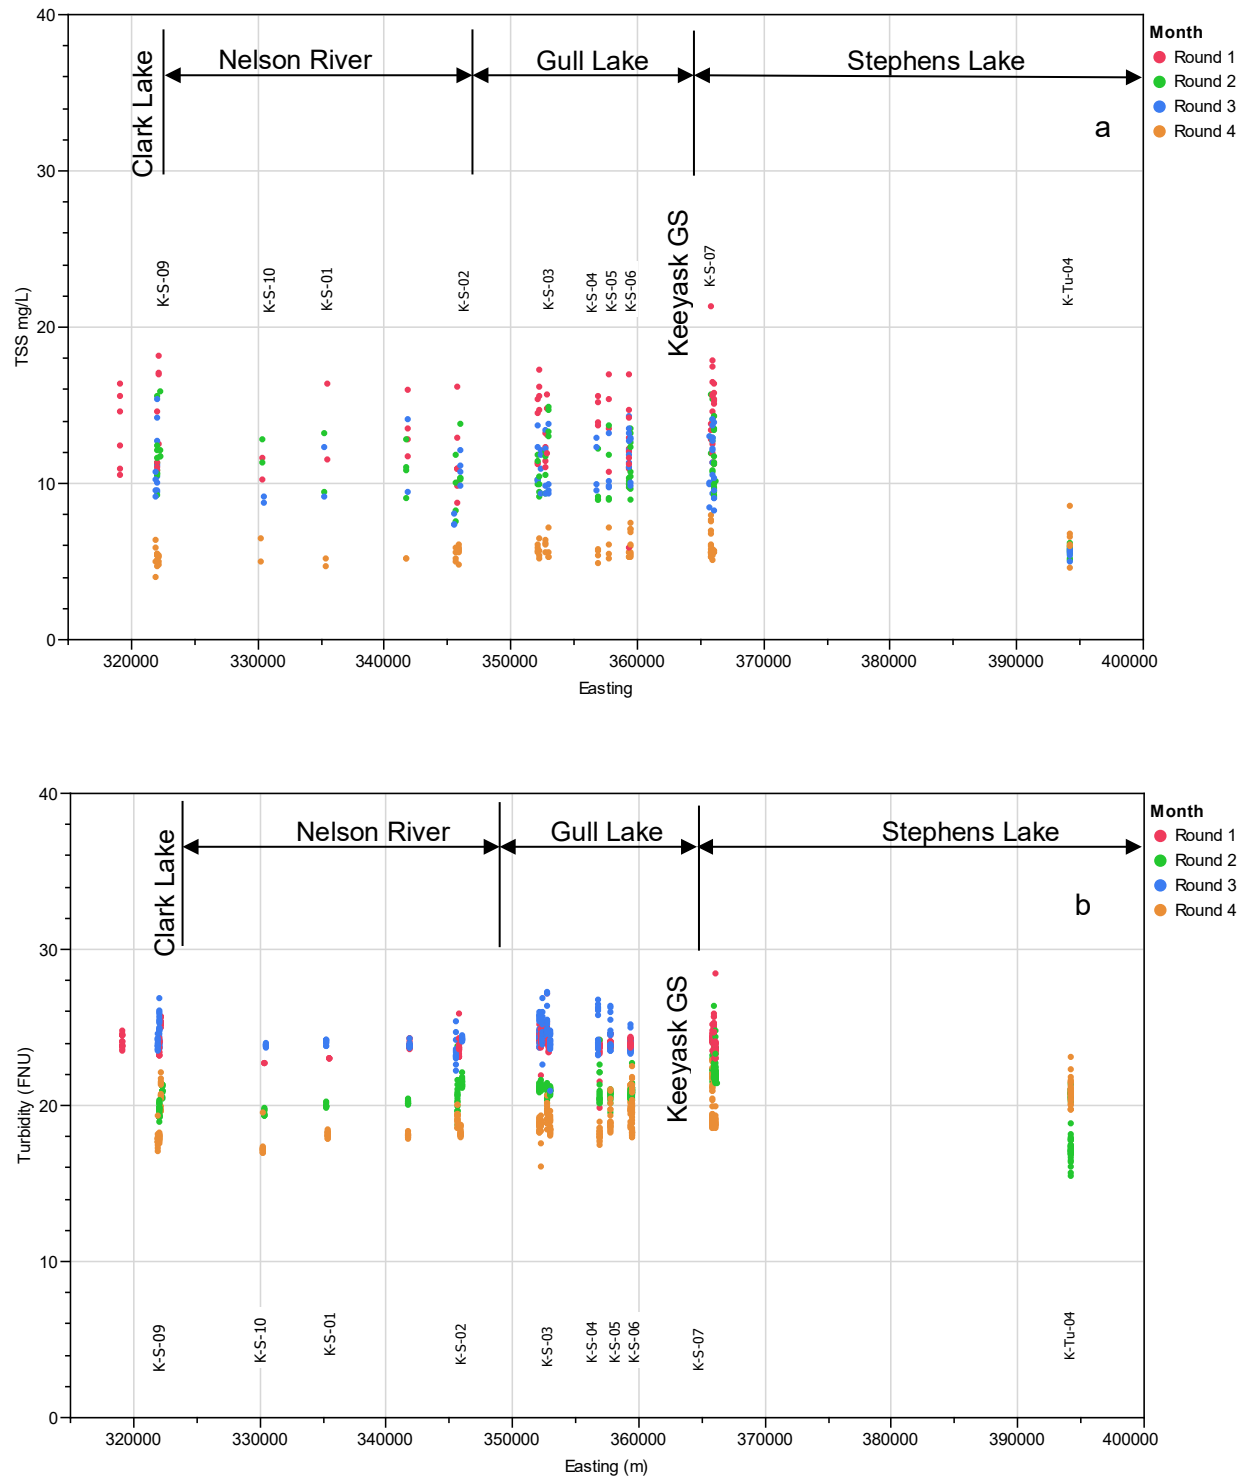 40
Nelson River
Gull Lake
Stephens Lake
Clark Lake
a
Month
Round 1
Round 2
Round 3
Round 4
30
Keeyask GS
K-S-09
K-S-10
K-S-01
K-S-02
K-S-03
K-S-04
K-S-05
K-S-06
K-S-07
K-Tu-04
TSS mg/L
20
10
0
320000 330000 340000 350000 360000 370000 380000 390000 400000
Easting
40
Nelson River
Gull Lake
Stephens Lake
Clark Lake
b
Month
Round 1
Round 2
Round 3
Round 4
30
Keeyask GS
Turbidity (FNU)
20
10
K-S-09
K-S-10
K-S-01
K-S-02
K-S-03
K-S-04
K-S-05
K-S-06
K-S-07
K-Tu-04
0
320000 330000 340000 350000 360000 370000 380000 390000 400000
Easting (m)